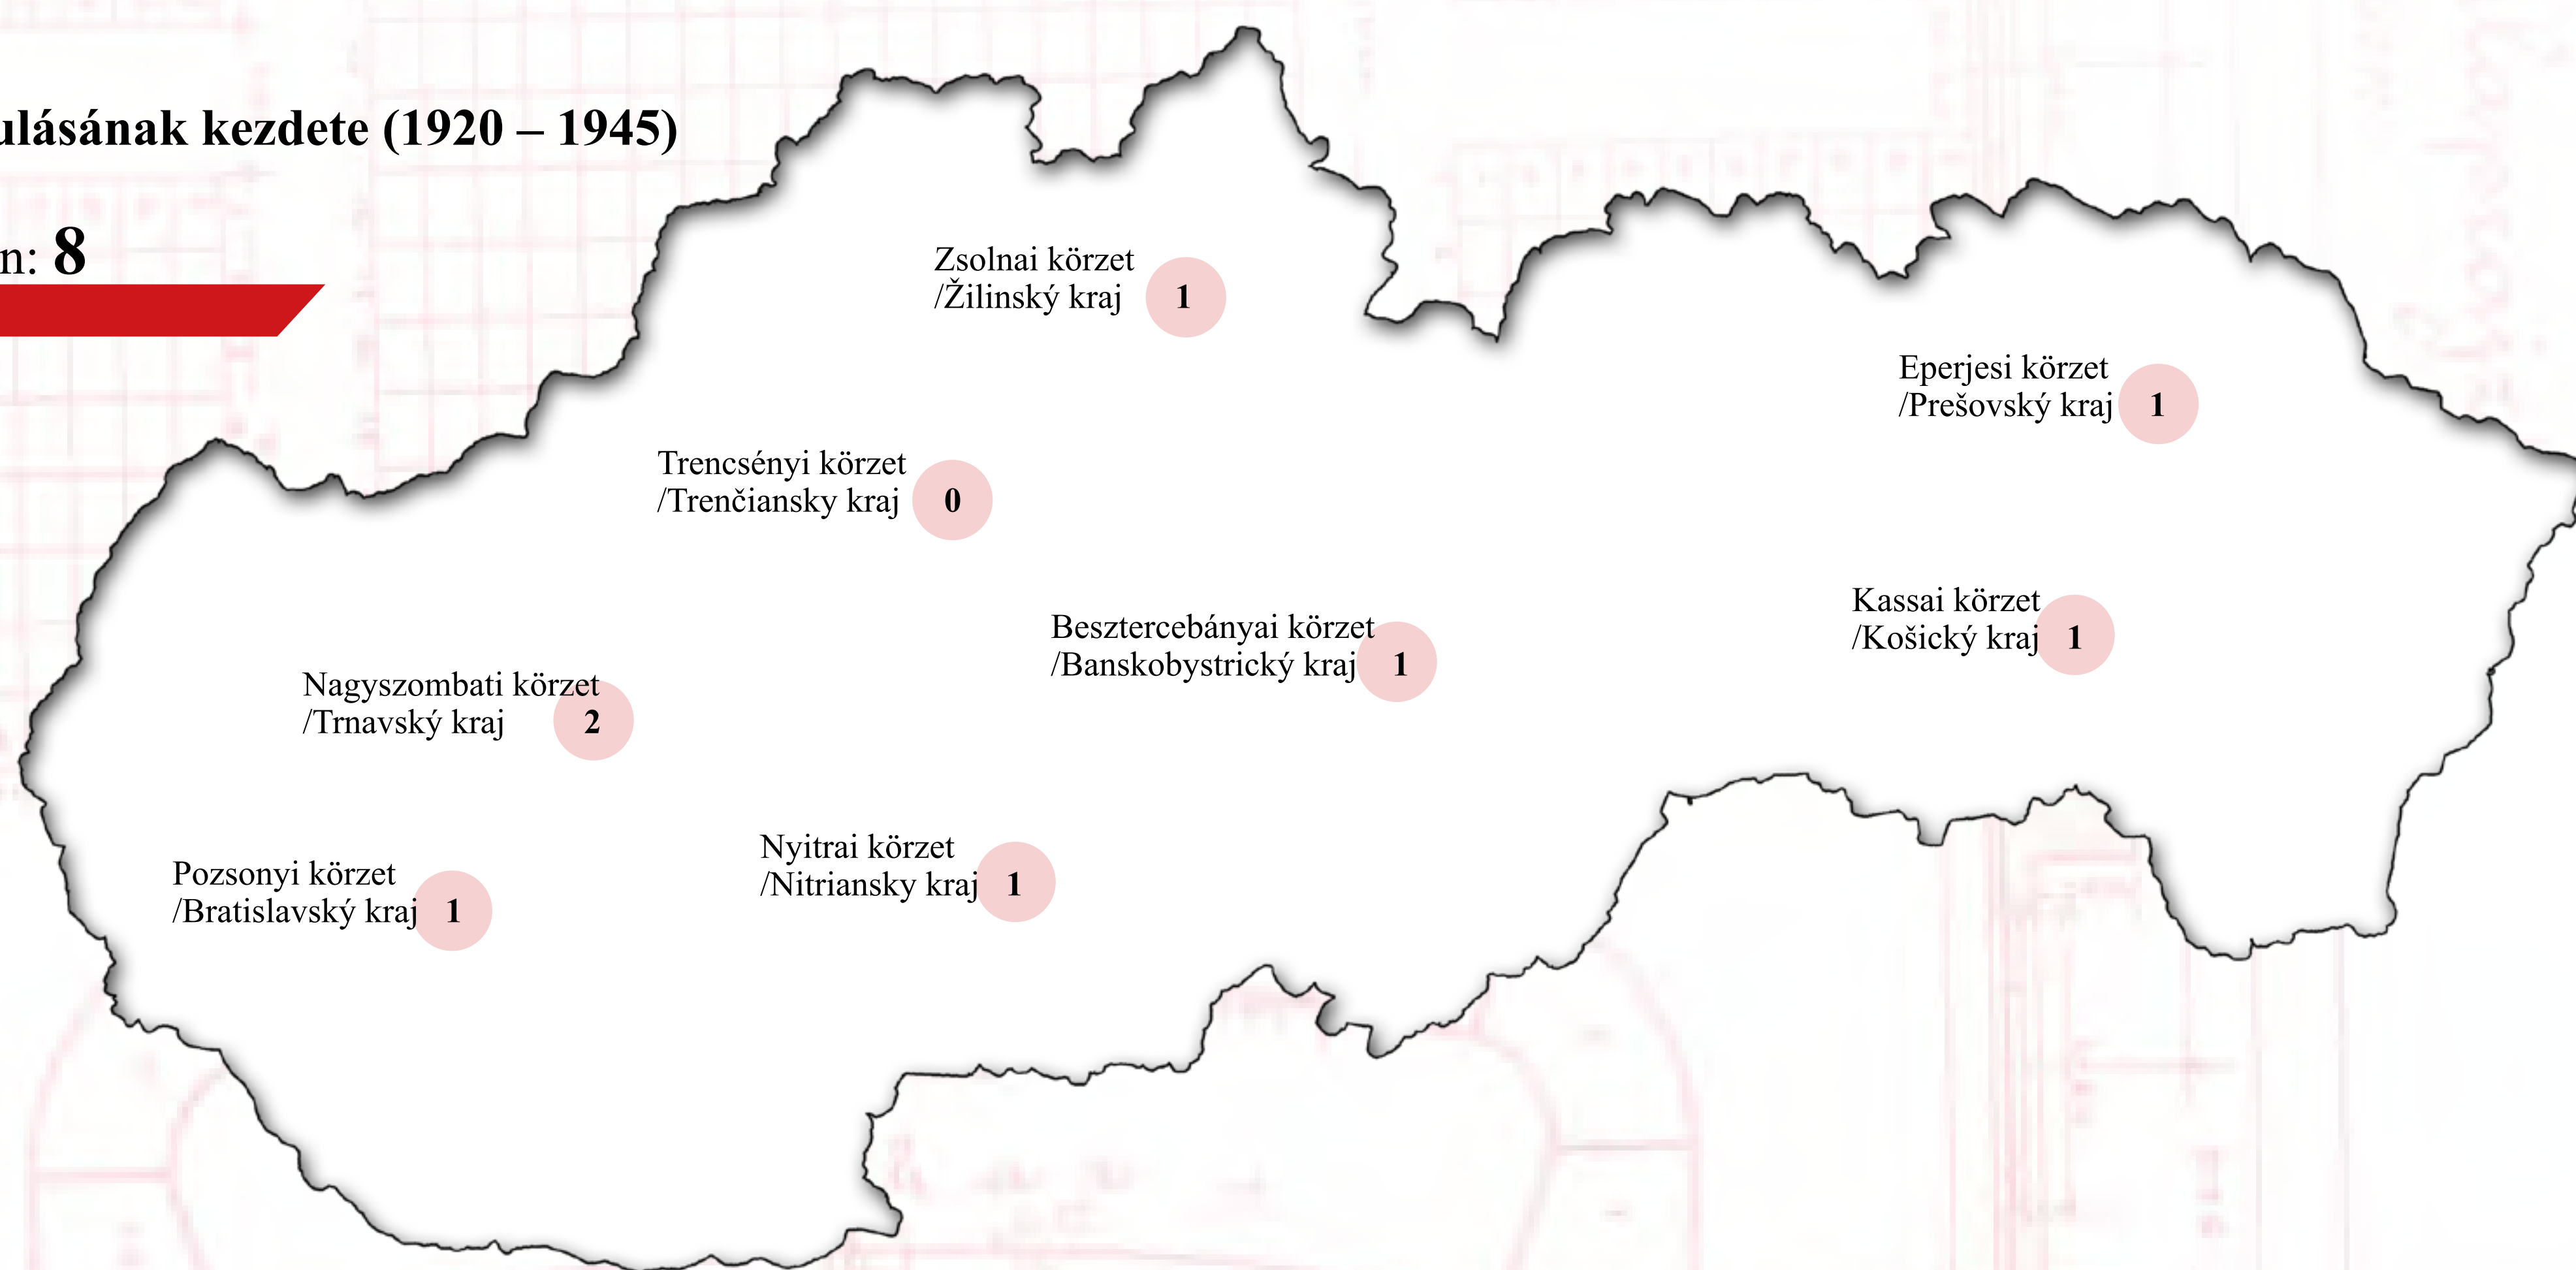 ulásának kezdete (1920 – 1945)
n: 8
Zsolnai körzet
/Žilinský kraj 1
Eperjesi körzet
/Prešovský kraj 1
Trencsényi körzet
/Trenčiansky kraj 0
Kassai körzet
/Košický kraj 1
Besztercebányai körzet
/Banskobystrický kraj 1
Nagyszombati körzet
/Trnavský kraj 2
Nyitrai körzet
/Nitriansky kraj 1
Pozsonyi körzet
/Bratislavský kraj 1